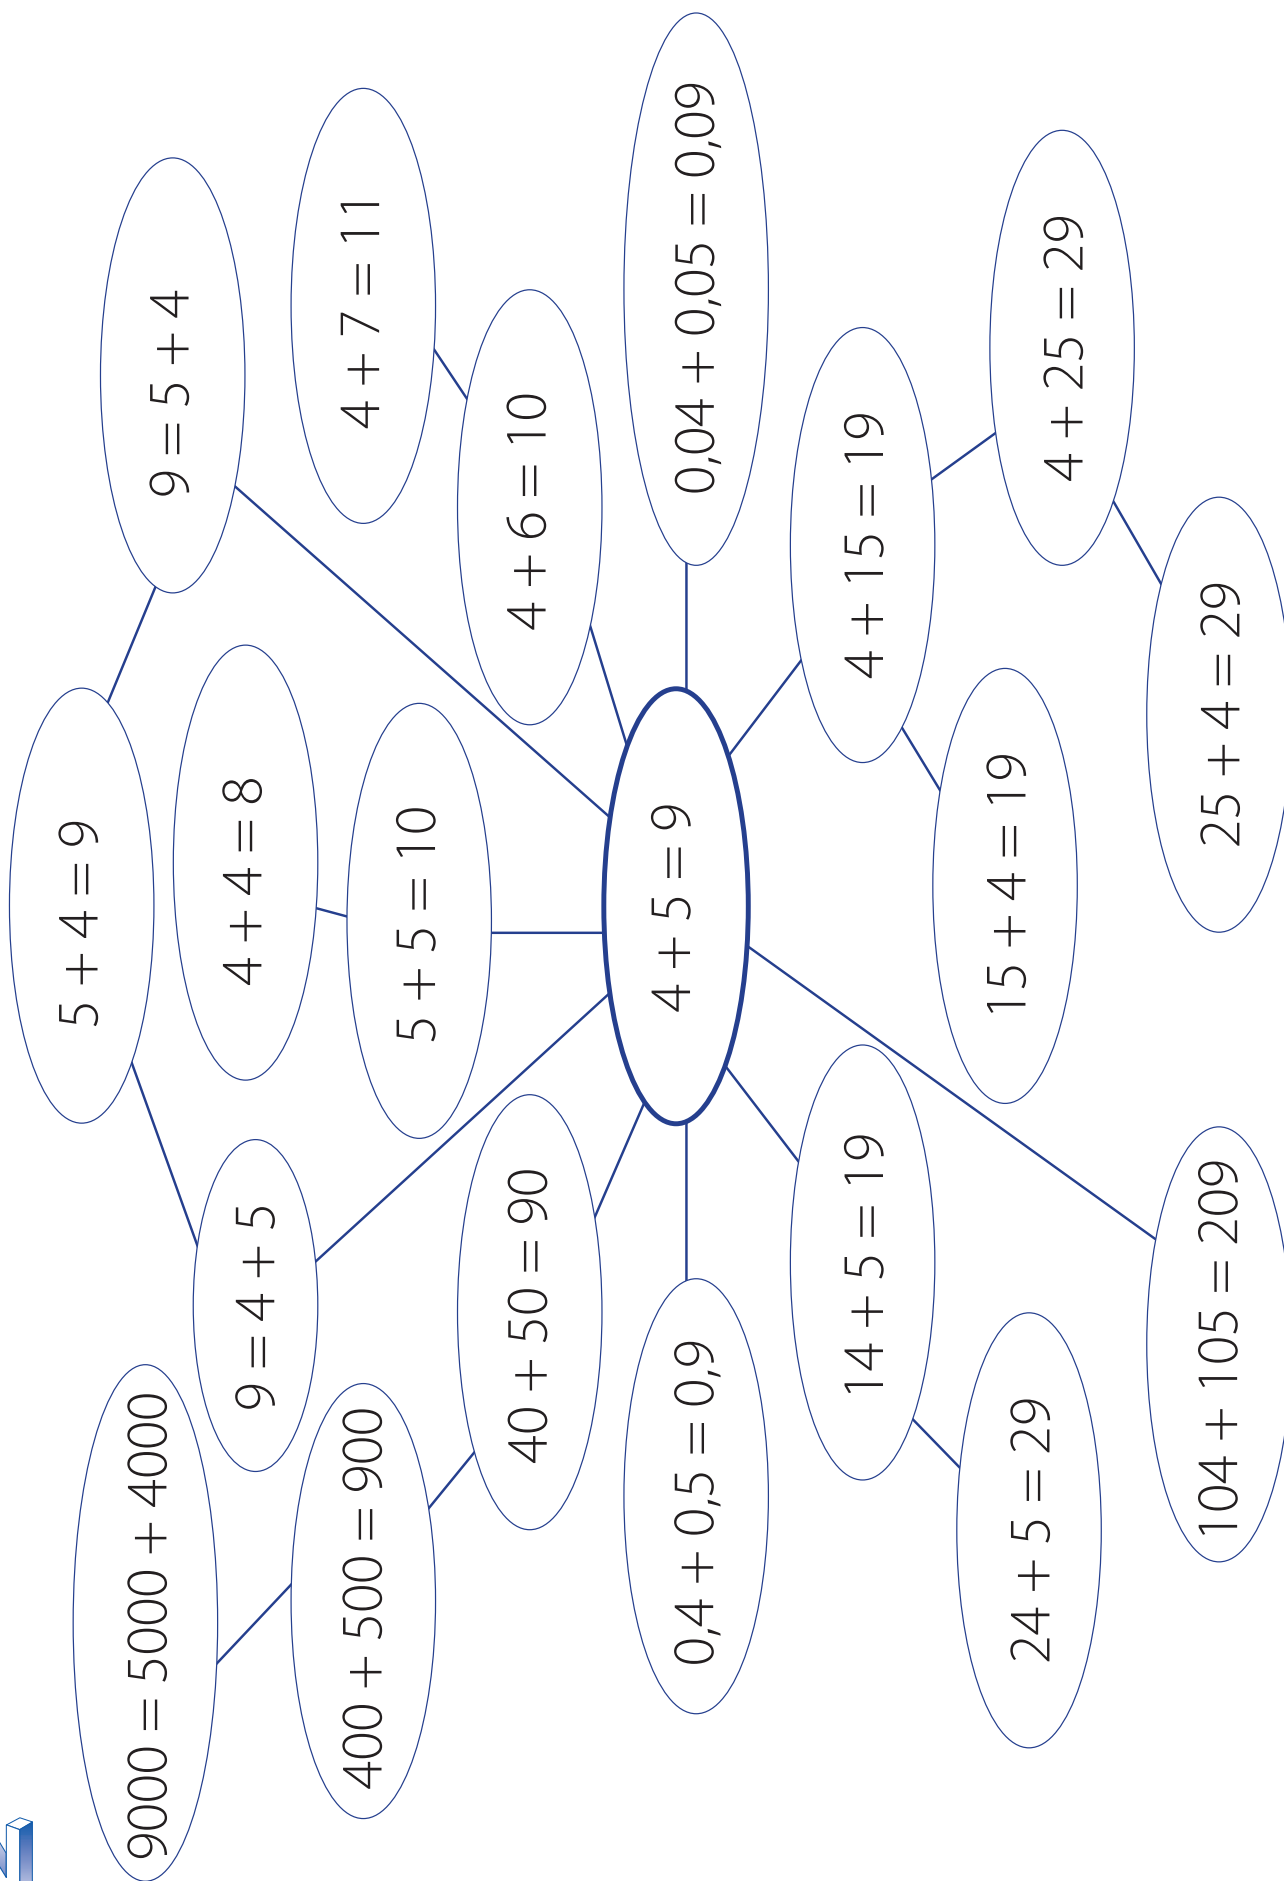 5 + 4 = 9
9 = 5 + 4
9000 = 5000 + 4000
9 = 4 + 5
4 + 4 = 8
4 + 7 = 11
400 + 500 = 900
5 + 5 = 10
4 + 6 = 10
40 + 50 = 90
4 + 5 = 9
0,4 + 0,5 = 0,9
0,04 + 0,05 = 0,09
14 + 5 = 19
4 + 15 = 19
15 + 4 = 19
24 + 5 = 29
4 + 25 = 29
104 + 105 = 209
25 + 4 = 29